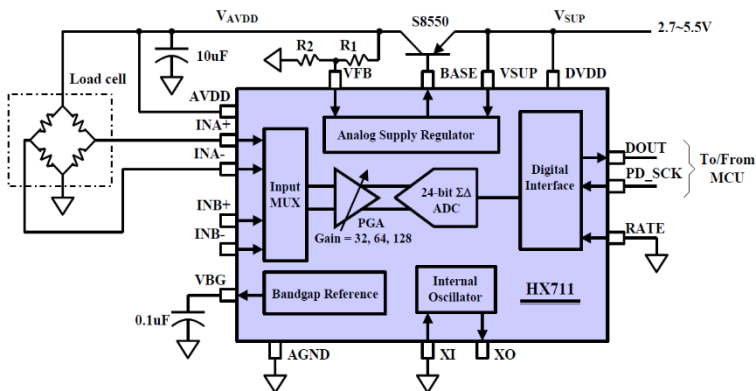 V_AVDD
S8550
V_SUP
2.7~5.5V
R2
R1
10uF
Load cell
VFB
BASE
VSUP
DVDD
AVDD
INA+
INA-
INB+
INB-
VBG
0.1uF
Analog Supply Regulator
Input
MUX
PGA
Gain = 32, 64, 128
24-bit ΣΔ
ADC
Digital
Interface
DOUT
PD_SCK
RATE
To/From
MCU
Bandgap Reference
Internal
Oscillator
HX711
AGND
XI
XO